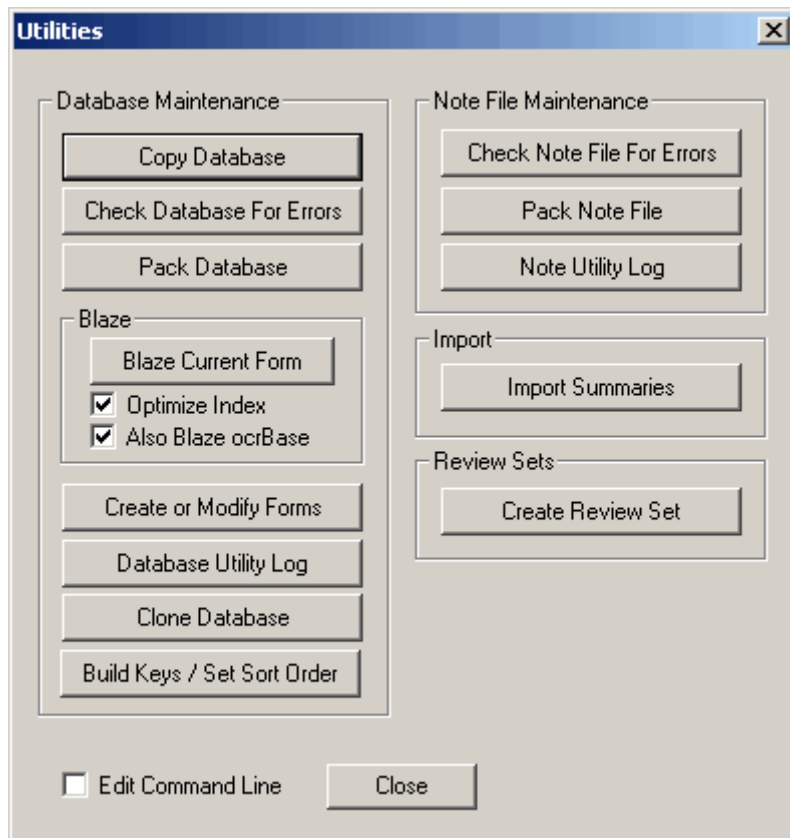 Utilities
Database Maintenance
Copy Database
Check Database For Errors
Pack Database
Blaze
Blaze Current Form
Optimize Index
Also Blaze ocrBase
Create or Modify Forms
Database Utility Log
Clone Database
Build Keys / Set Sort Order
Note File Maintenance
Check Note File For Errors
Pack Note File
Note Utility Log
Import
Import Summaries
Review Sets
Create Review Set
Edit Command Line
Close